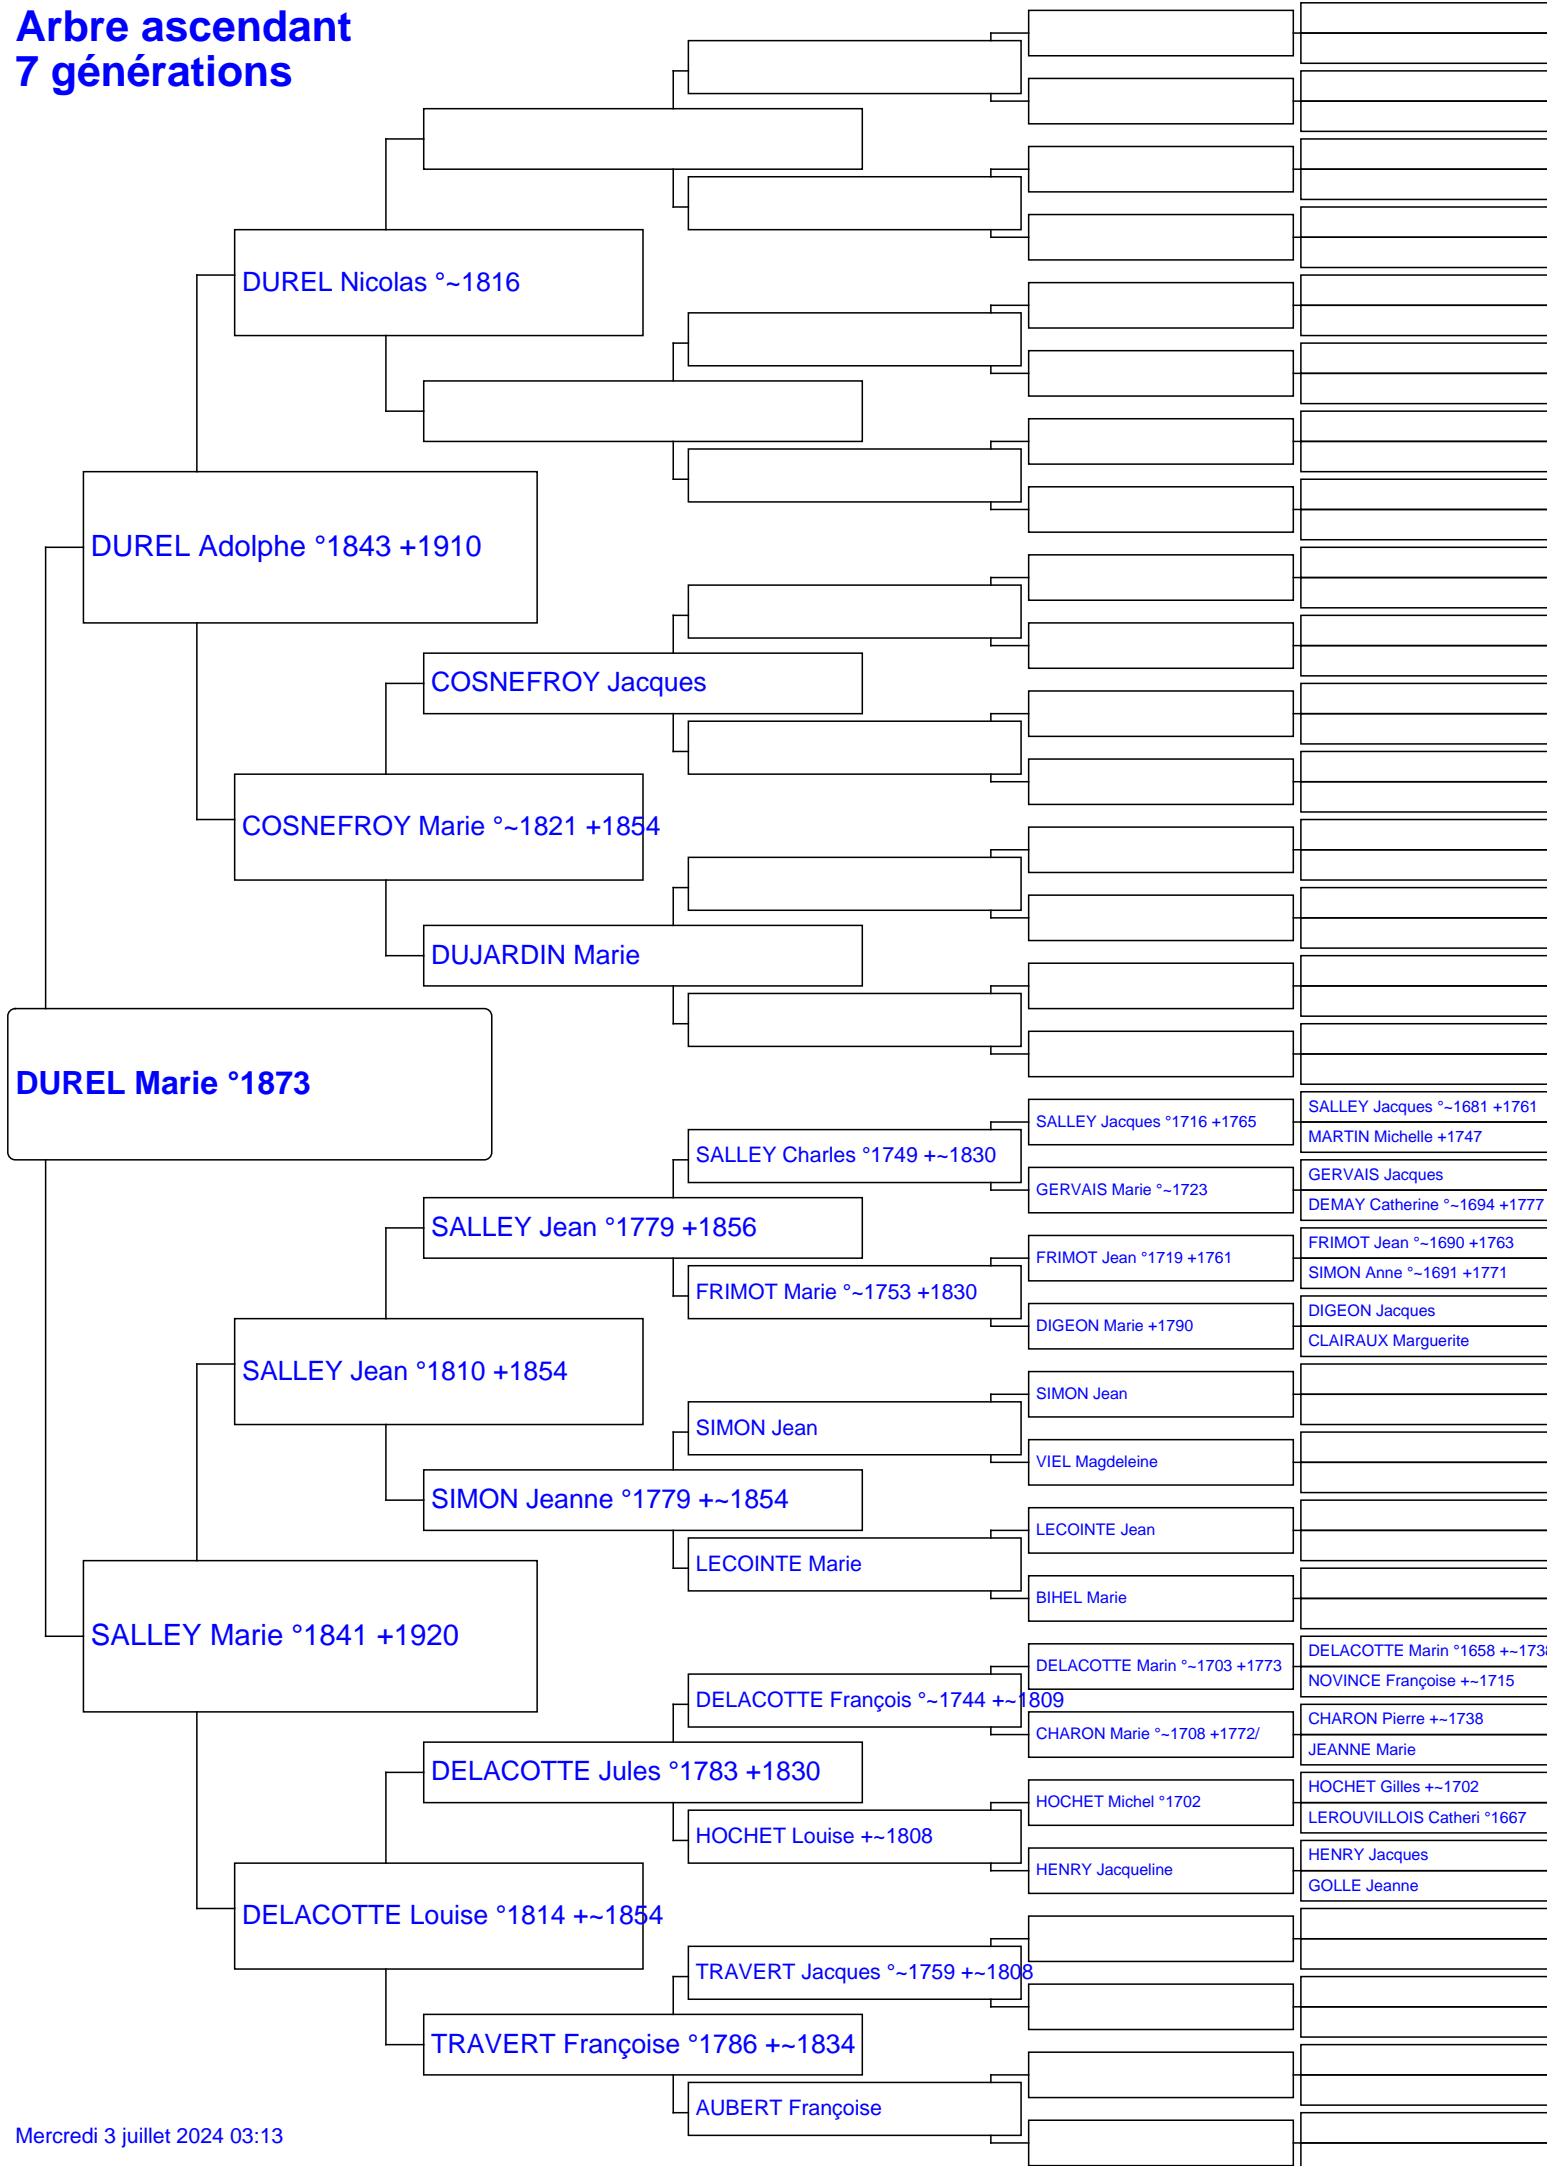 Arbre ascendant
7 générations
DUREL Nicolas °~1816
DUREL Adolphe °1843 +1910
COSNEFROY Jacques
COSNEFROY Marie °~1821 +1854
DUJARDIN Marie
DUREL Marie °1873
SALLEY Jacques °~1681 +1761
SALLEY Jacques °1716 +1765
MARTIN Michelle +1747
SALLEY Charles °1749 +~1830
GERVAIS Jacques
GERVAIS Marie °~1723
DEMAY Catherine °~1694 +1777
SALLEY Jean °1779 +1856
FRIMOT Jean °~1690 +1763
FRIMOT Jean °1719 +1761
SIMON Anne °~1691 +1771
FRIMOT Marie °~1753 +1830
DIGEON Jacques
DIGEON Marie +1790
CLAIRAUX Marguerite
SALLEY Jean °1810 +1854
SIMON Jean
SIMON Jean
VIEL Magdeleine
SIMON Jeanne °1779 +~1854
LECOINTE Jean
LECOINTE Marie
BIHEL Marie
SALLEY Marie °1841 +1920
DELACOTTE Marin °1658 +~1738
DELACOTTE Marin °~1703 +1773
NOVINCE Françoise +~1715
DELACOTTE François °~1744 +~1809
CHARON Pierre +~1738
CHARON Marie °~1708 +1772/
JEANNE Marie
DELACOTTE Jules °1783 +1830
HOCHET Gilles +~1702
HOCHET Michel °1702
LEROUVILLOIS Catheri °1667
HOCHET Louise +~1808
HENRY Jacques
HENRY Jacqueline
GOLLE Jeanne
DELACOTTE Louise °1814 +~1854
TRAVERT Jacques °~1759 +~1808
TRAVERT Françoise °1786 +~1834
AUBERT Françoise
Mercredi 3 juillet 2024 03:13